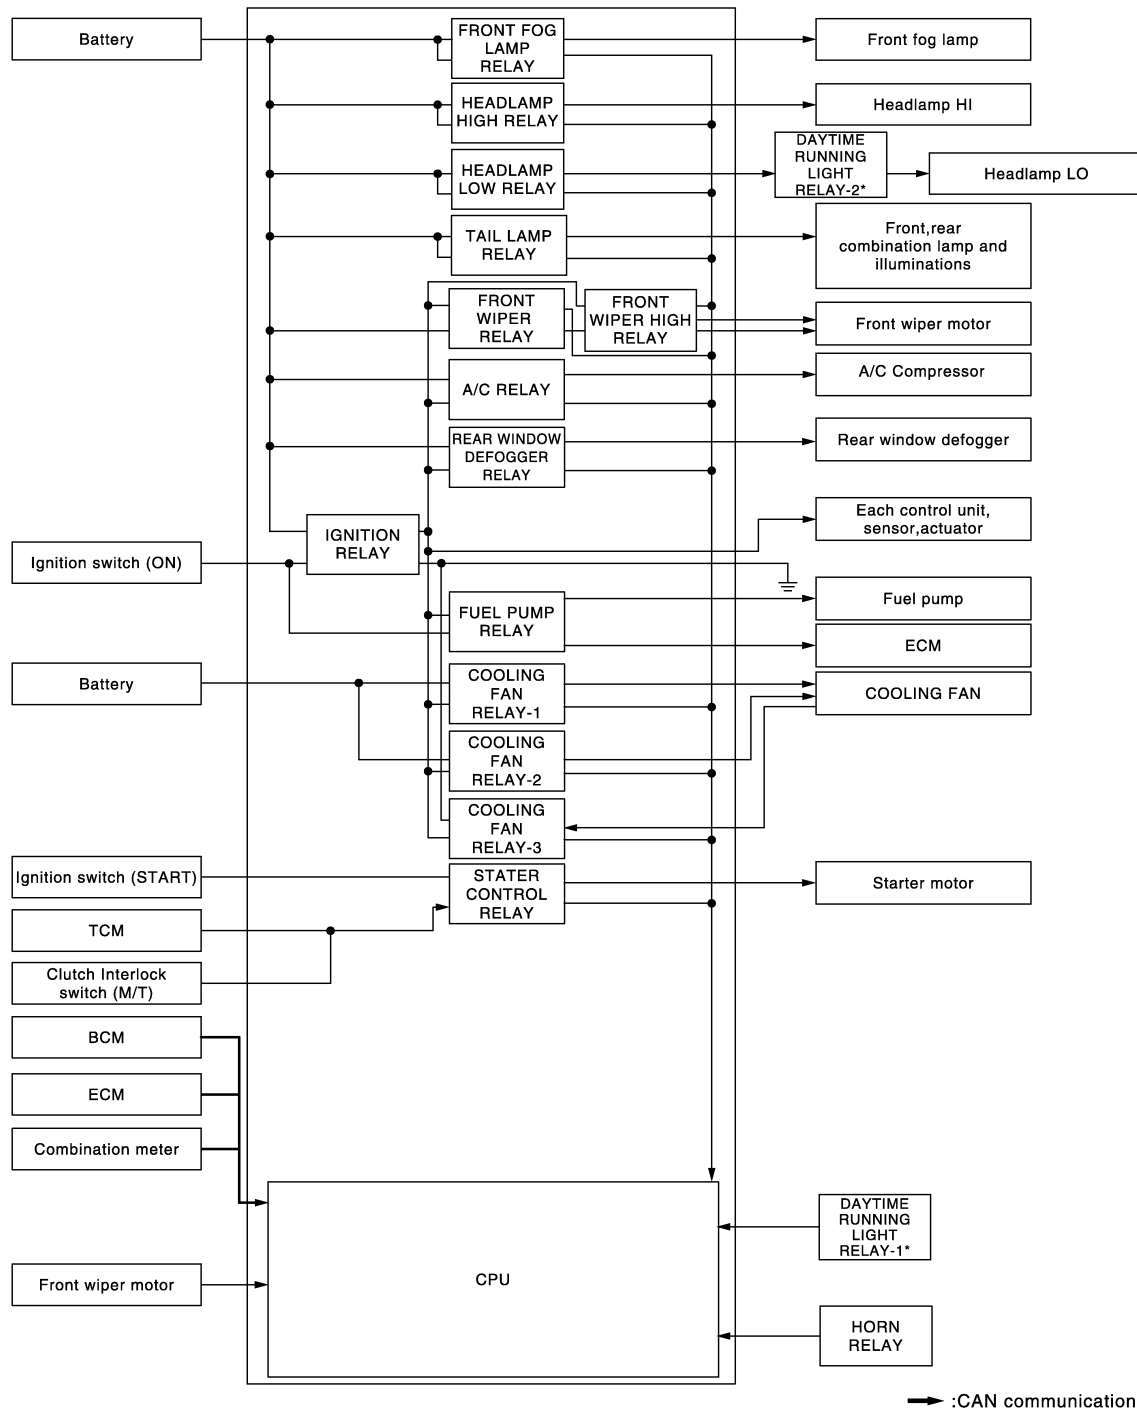 Battery
FRONT FOG
LAMP
RELAY
Front fog lamp
HEADLAMP
HIGH RELAY
Headlamp HI
HEADLAMP
LOW RELAY
DAYTIME
RUNNING
LIGHT
RELAY-2*
Headlamp LO
TAIL LAMP
RELAY
Front,rear
combination lamp and
illuminations
FRONT
WIPER
RELAY
FRONT
WIPER HIGH
RELAY
Front wiper motor
A/C RELAY
A/C Compressor
REAR WINDOW
DEFOGGER
RELAY
Rear window defogger
Each control unit,
sensor,actuator
IGNITION
RELAY
Ignition switch (ON)
FUEL PUMP
RELAY
Fuel pump
ECM
Battery
COOLING
FAN
RELAY-1
COOLING FAN
COOLING
FAN
RELAY-2
COOLING
FAN
RELAY-3
Ignition switch (START)
STATER
CONTROL
RELAY
Starter motor
TCM
Clutch Interlock
switch (M/T)
BCM
ECM
Combination meter
DAYTIME
RUNNING
LIGHT
RELAY-1*
Front wiper motor
CPU
HORN
RELAY
:CAN communication